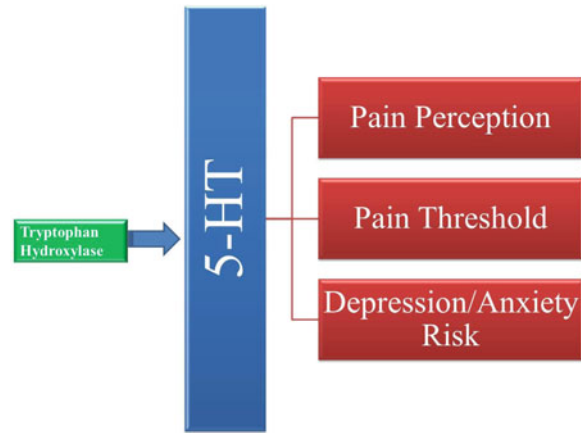 Tryptophan
Hydroxylase
5-HT
Pain Perception
Pain Threshold
Depression/Anxiety
Risk